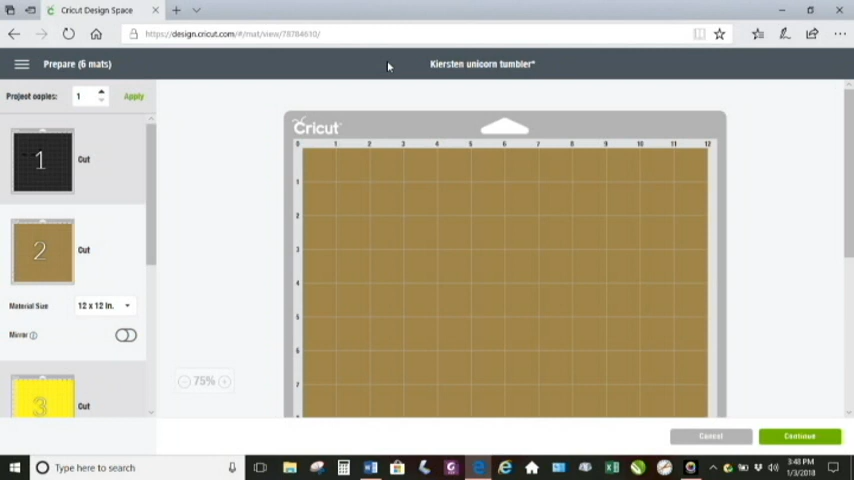 Cricut Design Space
https://design.cricut.com/#/mat/view/78784610/
Prepare (6 mats)
Kiersten unicorn tumbler*
Project copies:
1
Apply
1
Cut
2
Cut
Material Size
12 x 12 in.
Mirror
3
Cut
Cricut
0 1 2 3 4 5 6 7 8 9 10 11 12
1
2
3
4
5
6
7
75%
Cancel
Continue
Type here to search
3:48 PM
1/3/2018